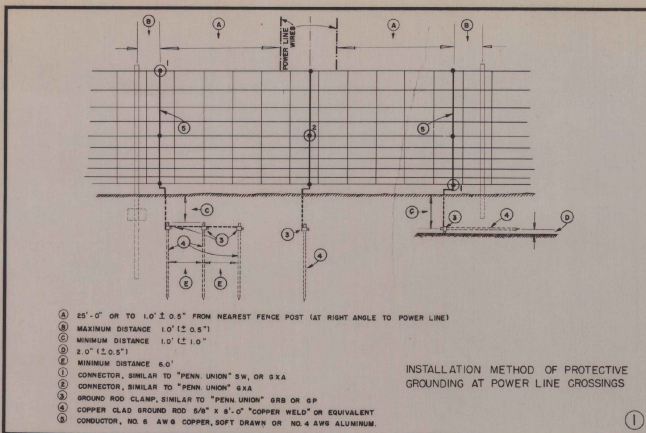 B
A
POWER LINE
WIRES
A
B
1
5
2
5
1
C
3
4
E
E
3
4
C
3
4
D
A 25'-0" OR TO 1.0' ± 0.5" FROM NEAREST FENCE POST (AT RIGHT ANGLE TO POWER LINE)
B MAXIMUM DISTANCE 1.0' (± 0.5")
C MINIMUM DISTANCE 1.0' (± 1.0"
D 2.0" (± 0.5")
E MINIMUM DISTANCE 6.0'
1 CONNECTOR, SIMILAR TO "PENN. UNION" SW, OR GXA
2 CONNECTOR, SIMILAR TO "PENN. UNION" GXA
3 GROUND ROD CLAMP, SIMILAR TO "PENN. UNION" GRB OR GP
4 COPPER CLAD GROUND ROD 5/8" X 8'-0" "COPPER WELD" OR EQUIVALENT
5 CONDUCTOR, NO. 6 AWG COPPER, SOFT DRAWN OR NO. 4 AWG ALUMINUM.
INSTALLATION METHOD OF PROTECTIVE
GROUNDING AT POWER LINE CROSSINGS
1